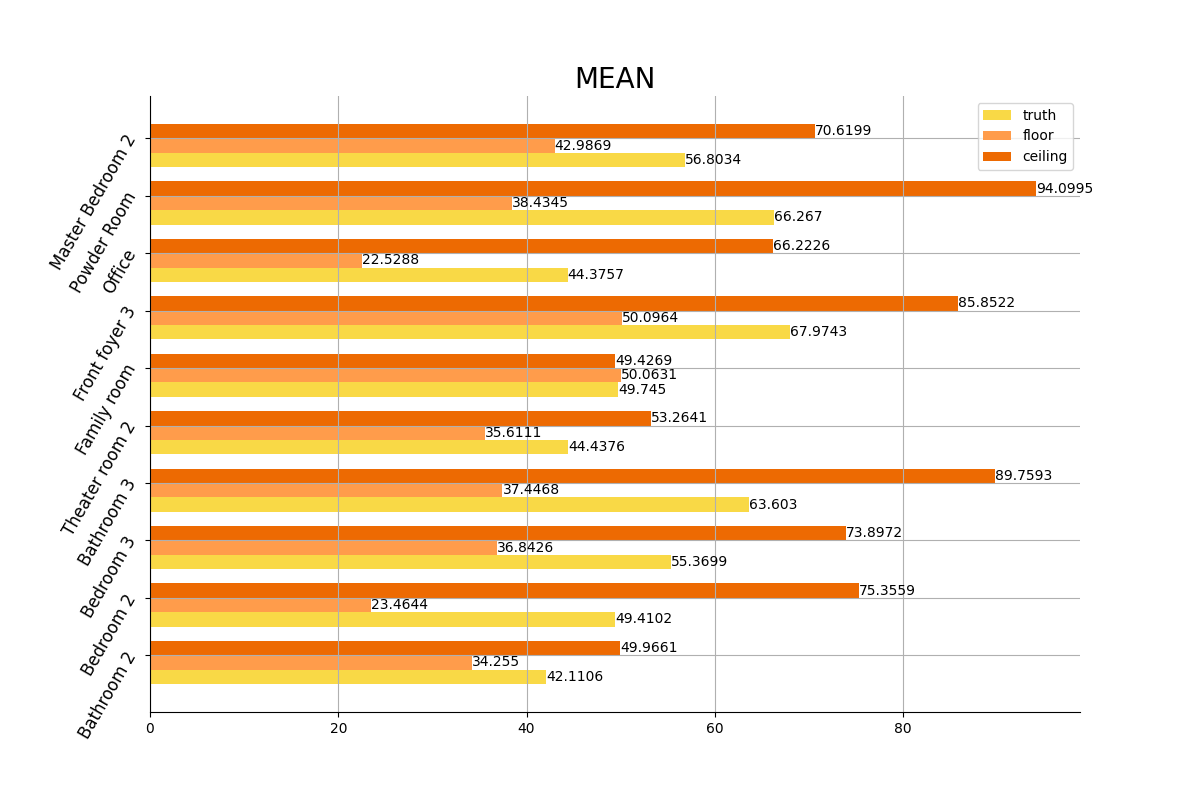 MEAN
truth
floor
ceiling
Master Bedroom 2
70.6199
42.9869
56.8034
Powder Room
94.0995
38.4345
66.267
Office
66.2226
22.5288
44.3757
Front foyer 3
85.8522
50.0964
67.9743
Family room
49.4269
50.0631
49.745
Theater room 2
53.2641
35.6111
44.4376
Bathroom 3
89.7593
37.4468
63.603
Bedroom 3
73.8972
36.8426
55.3699
Bedroom 2
75.3559
23.4644
49.4102
Bathroom 2
49.9661
34.255
42.1106
0 20 40 60 80